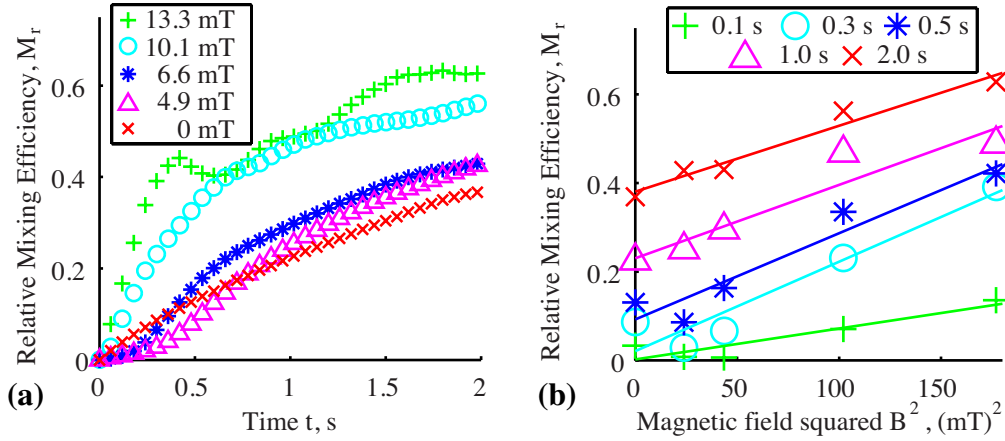 Relative Mixing Efficiency, M_r
0.6
0.4
0.2
0
13.3 mT
10.1 mT
6.6 mT
4.9 mT
0 mT
0 0.5 1 1.5 2
Time t, s
(a)
Relative Mixing Efficiency, M_r
0.6
0.4
0.2
0
0.1 s 0.3 s 0.5 s
1.0 s 2.0 s
0 50 100 150
Magnetic field squared B², (mT)²
(b)